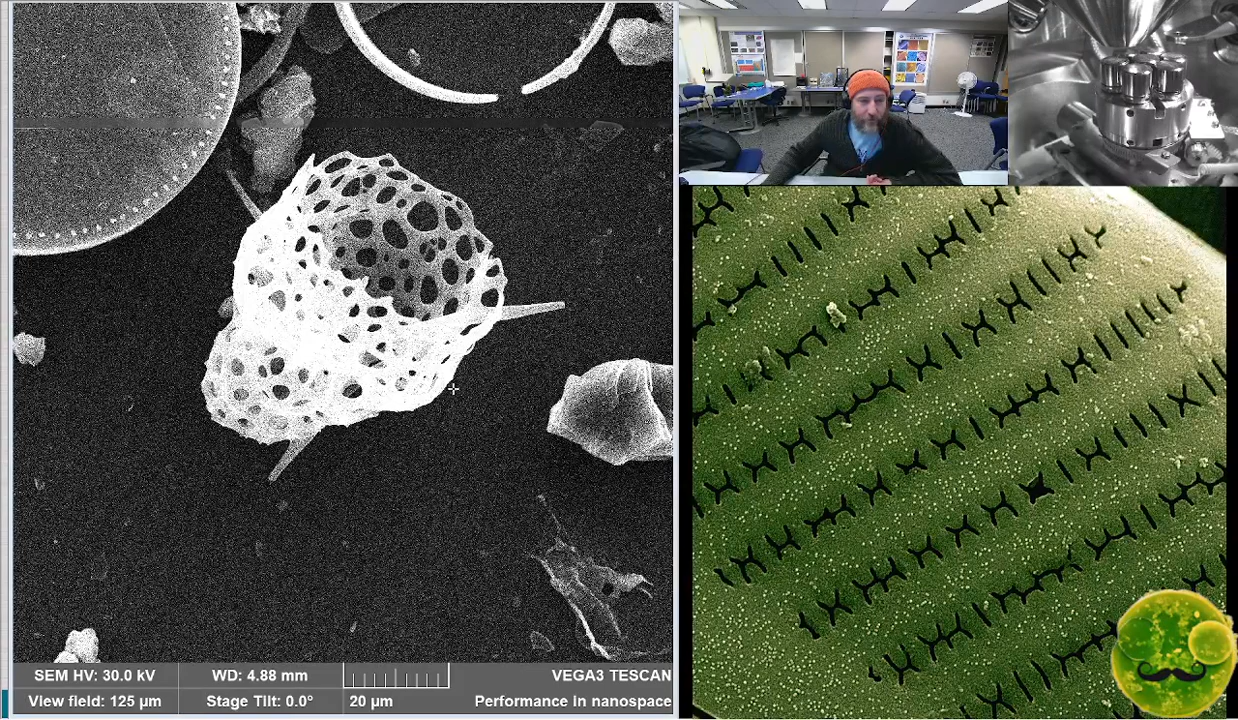 SEM HV: 30.0 kV
WD: 4.88 mm
VEGA3 TESCAN
View field: 125 µm
Stage Tilt: 0.0°
20 µm
Performance in nanospace